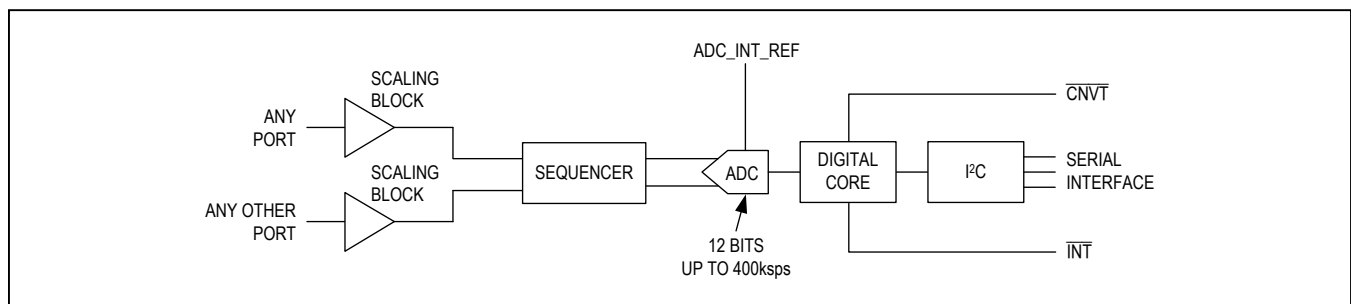 ADC_INT_REF
SCALING
BLOCK
ANY
PORT
SCALING
BLOCK
ANY OTHER
PORT
SEQUENCER
ADC
12 BITS
UP TO 400ksps
DIGITAL
CORE
I²C
CNVT
SERIAL
INTERFACE
INT